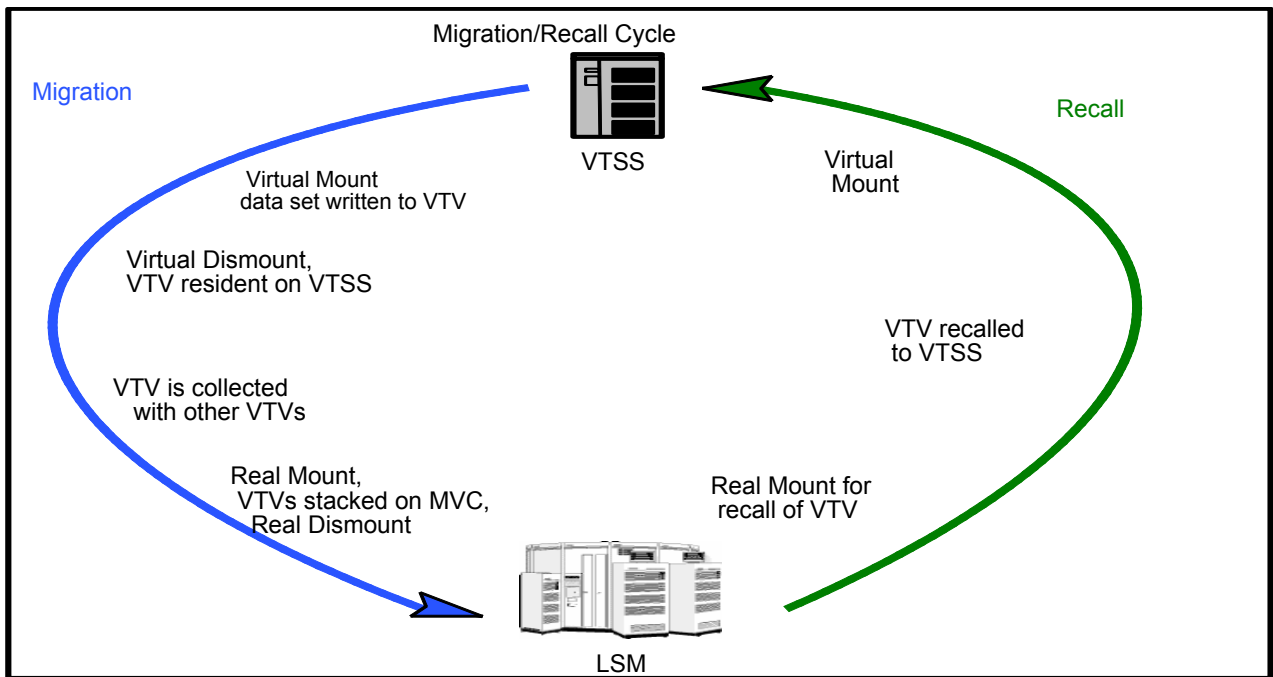 Migration/Recall Cycle
Migration
Recall
VTSS
Virtual Mount
data set written to VTV
Virtual Dismount,
VTV resident on VTSS
VTV is collected
with other VTVs
Real Mount,
VTVs stacked on MVC,
Real Dismount
LSM
Real Mount for
recall of VTV
VTV recalled
to VTSS
Virtual
Mount